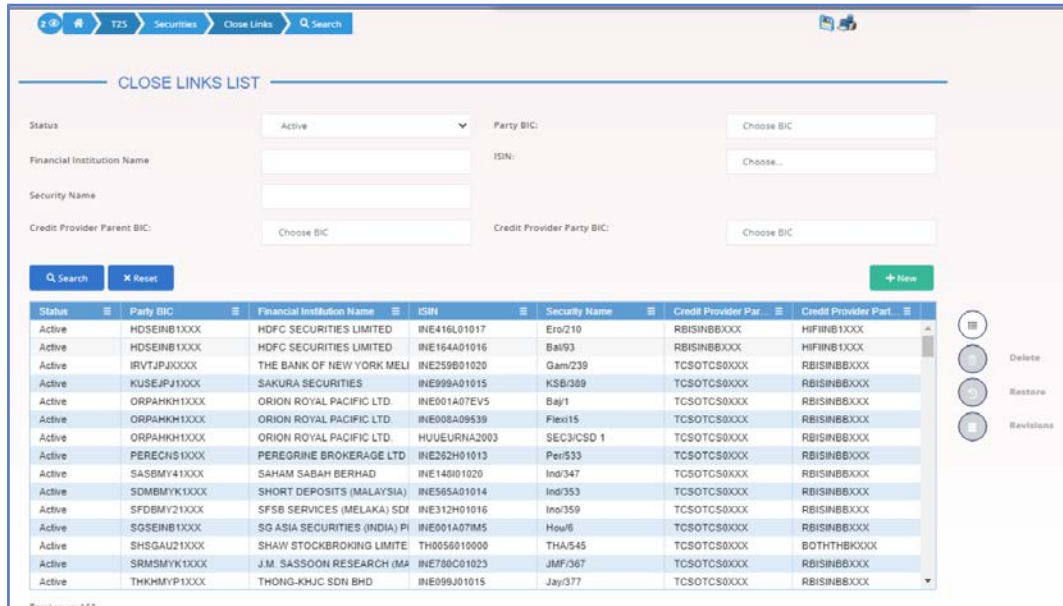 2 T2S Securities Close Links Search
CLOSE LINKS LIST
Status Active Party BIC: Choose BIC
Financial Institution Name ISIN: Choose...
Security Name
Credit Provider Parent BIC: Choose BIC Credit Provider Party BIC: Choose BIC
Search Reset New
Status Party BIC Financial Institution Name ISIN Security Name Credit Provider Par... Credit Provider Part...
Active HDSEINB1XXX HDFC SECURITIES LIMITED INE416L01017 Ero/210 RBISINBBXXX HIFIINB1XXX
Active HDSEINB1XXX HDFC SECURITIES LIMITED INE164A01016 Bal/93 RBISINBBXXX HIFIINB1XXX
Active IRVTJPJXXXX THE BANK OF NEW YORK MELL INE259B01020 Gam/239 TCSOTCS0XXX RBISINBBXXX
Active KUSEJPJ1XXX SAKURA SECURITIES INE999A01015 KSB/389 TCSOTCS0XXX RBISINBBXXX
Active ORPAHKH1XXX ORION ROYAL PACIFIC LTD. INE001A07EV5 Baj/1 TCSOTCS0XXX RBISINBBXXX
Active ORPAHKH1XXX ORION ROYAL PACIFIC LTD. INE008A09539 Flexi15 TCSOTCS0XXX RBISINBBXXX
Active ORPAHKH1XXX ORION ROYAL PACIFIC LTD. HUUEURNA2003 SEC3/CSD 1 TCSOTCS0XXX RBISINBBXXX
Active PERECNS1XXX PEREGRINE BROKERAGE LTD INE262H01013 Per/533 TCSOTCS0XXX RBISINBBXXX
Active SASBMY41XXX SAHAM SABAH BERHAD INE148I01020 Ind/347 TCSOTCS0XXX RBISINBBXXX
Active SDMBMYK1XXX SHORT DEPOSITS (MALAYSIA) INE565A01014 Ind/353 TCSOTCS0XXX RBISINBBXXX
Active SFDBMY21XXX SFSB SERVICES (MELAKA) SDN INE312H01016 Ino/359 TCSOTCS0XXX RBISINBBXXX
Active SGSEINB1XXX SG ASIA SECURITIES (INDIA) P INE001A07IM5 Hou/6 TCSOTCS0XXX RBISINBBXXX
Active SHSGAU21XXX SHAW STOCKBROKING LIMITE TH0056010000 THA/545 TCSOTCS0XXX BOTHTHBKXXX
Active SRMSMYK1XXX J.M. SASSOON RESEARCH (MA INE780C01023 JMF/367 TCSOTCS0XXX RBISINBBXXX
Active THKHMYP1XXX THONG-KHJC SDN BHD INE099J01015 Jay/377 TCSOTCS0XXX RBISINBBXXX
Delete
Restore
Revisions